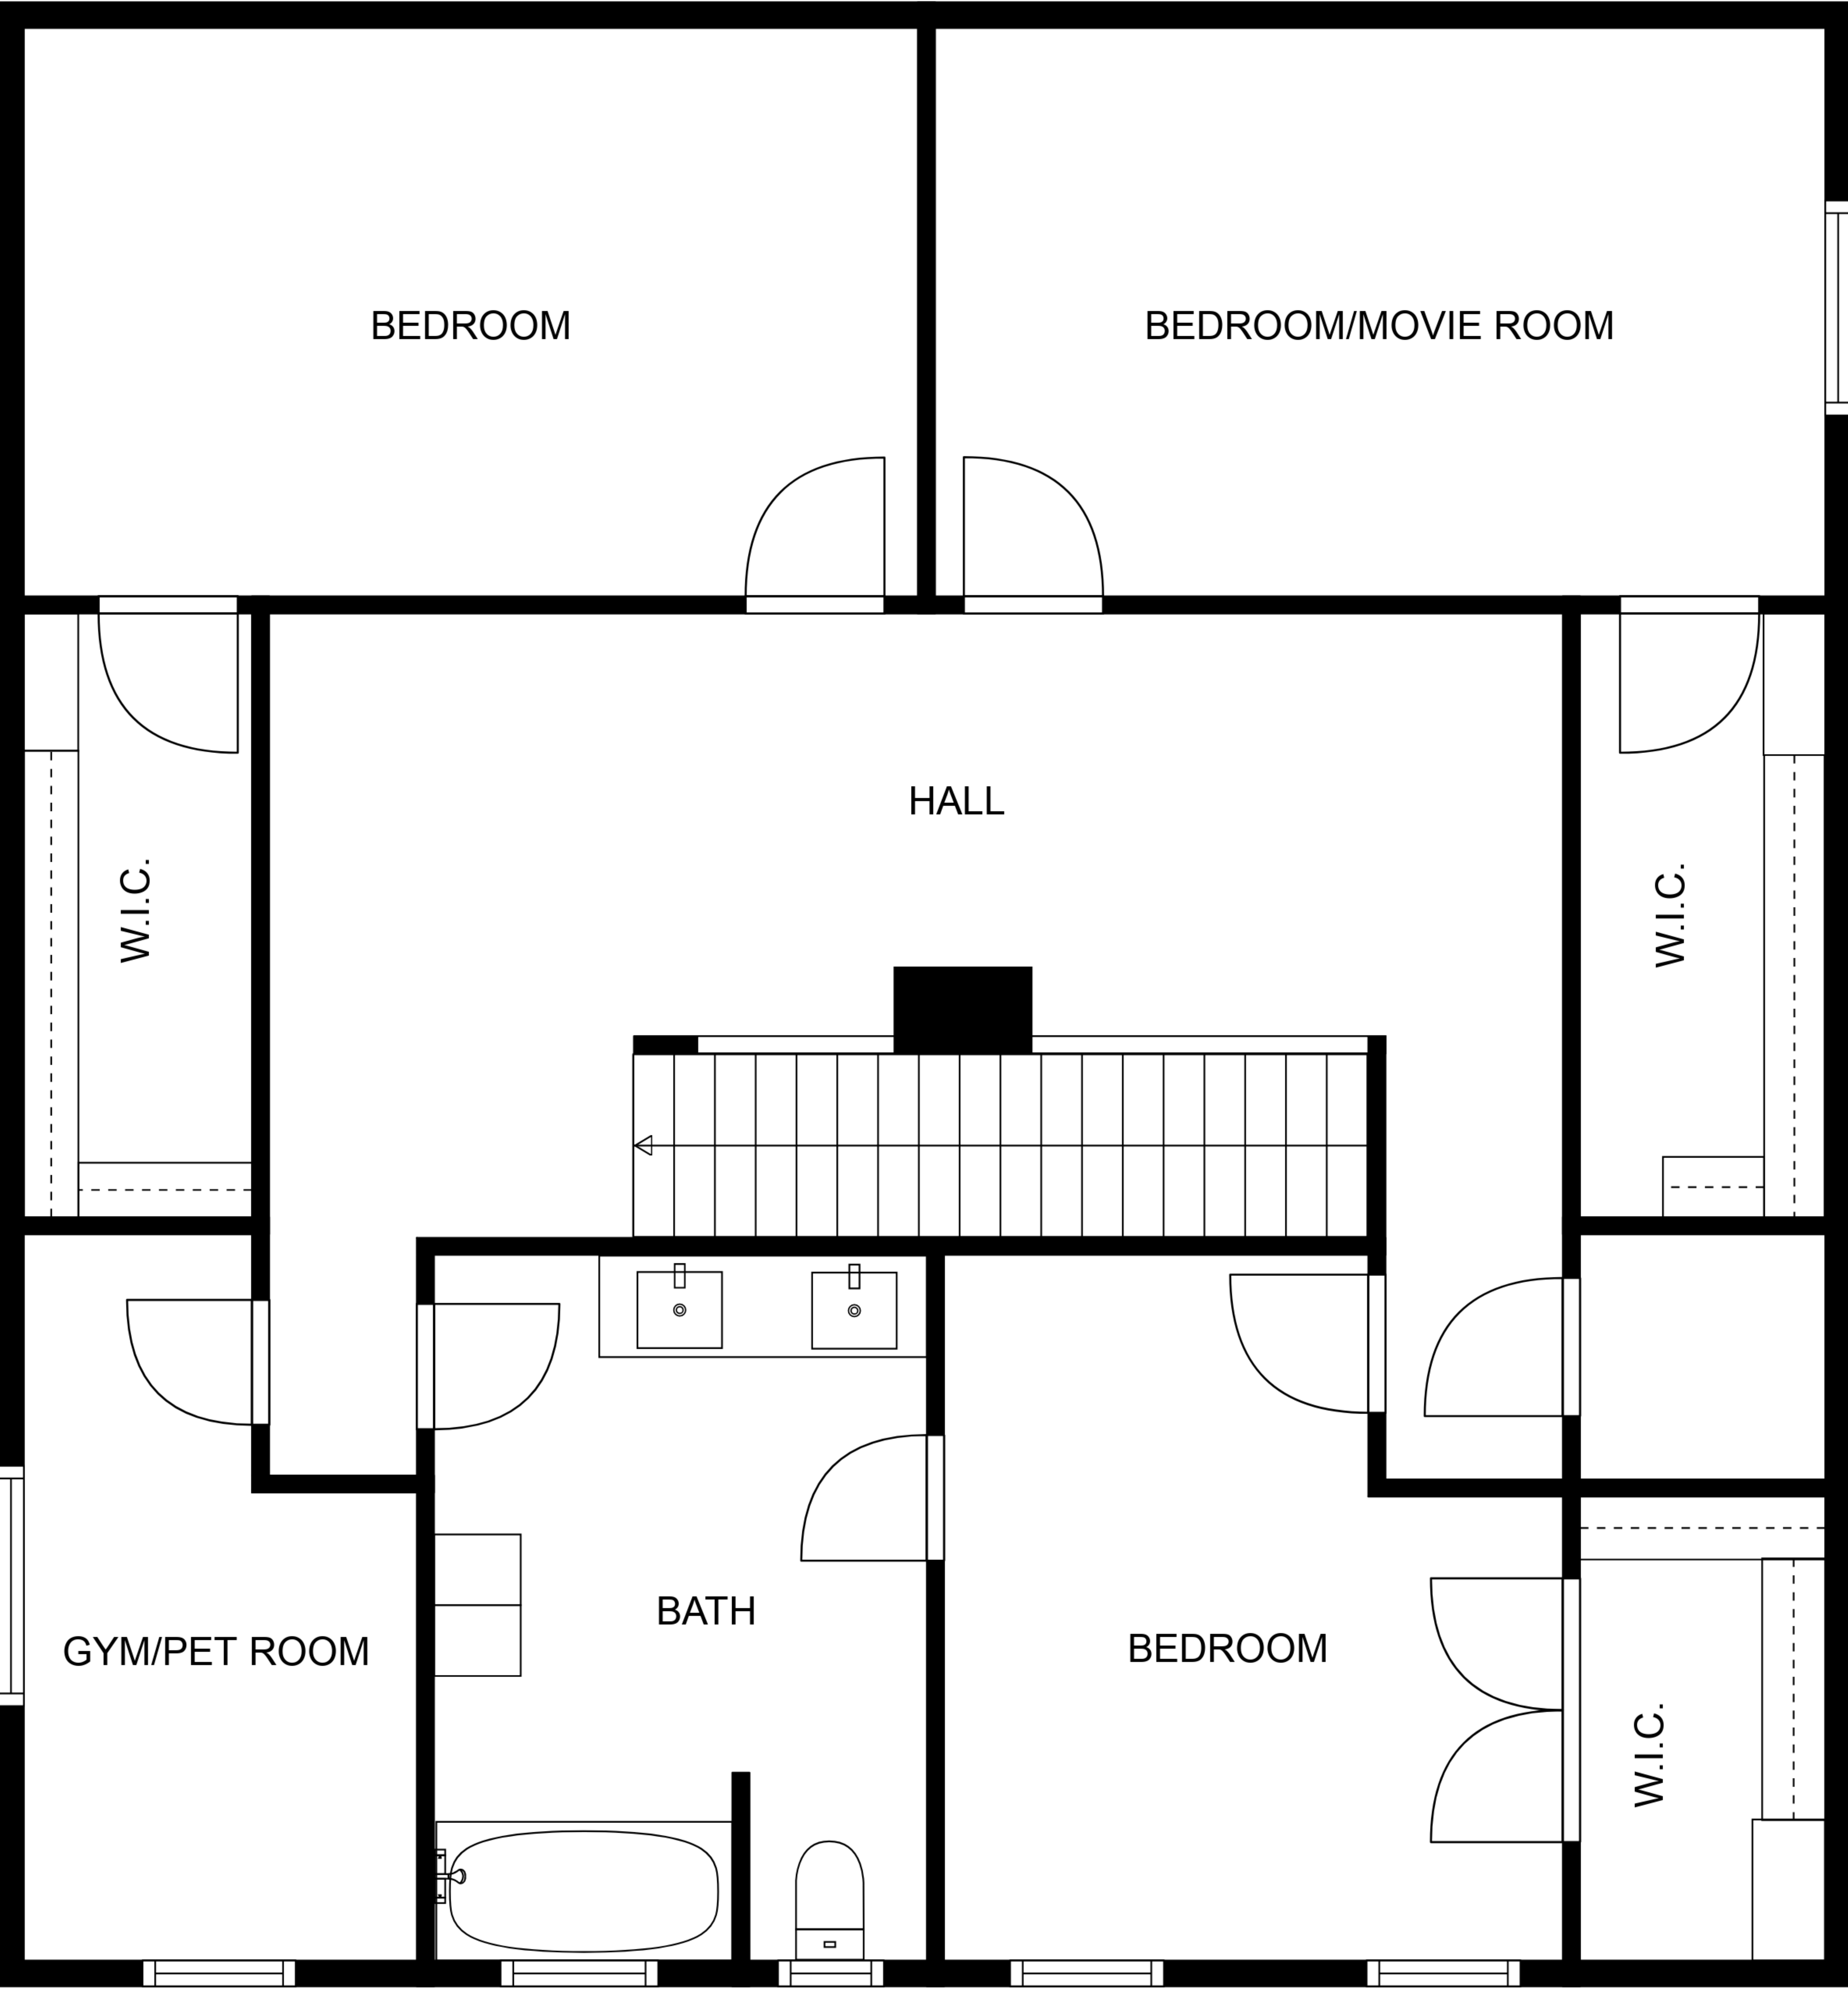 BEDROOM
BEDROOM/MOVIE ROOM
HALL
W.I.C.
W.I.C.
BATH
GYM/PET ROOM
BEDROOM
W.I.C.